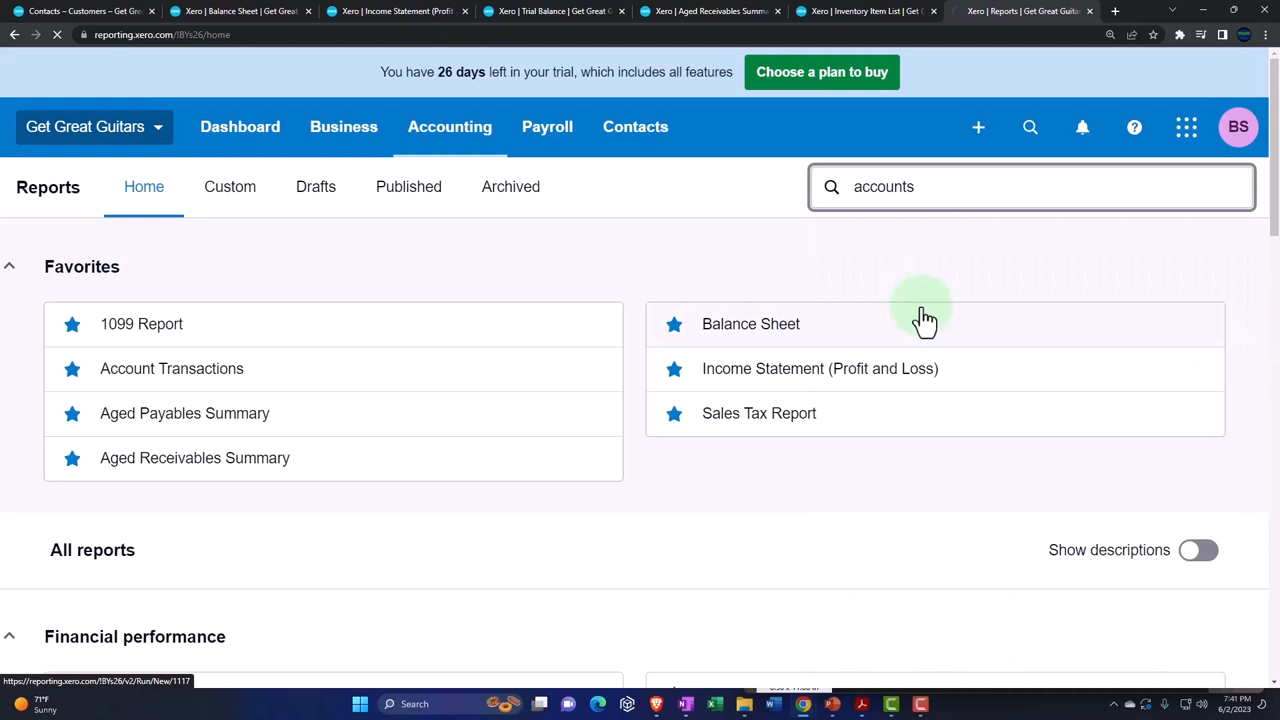 Contacts – Customers – Get Gre
Xero | Balance Sheet | Get Great
Xero | Income Statement (Profit
Xero | Trial Balance | Get Great G
Xero | Aged Receivables Summa
Xero | Inventory Item List | Get G
Xero | Reports | Get Great Guita
reporting.xero.com/!BYs26/home
You have 26 days left in your trial, which includes all features
Choose a plan to buy
Get Great Guitars Dashboard Business Accounting Payroll Contacts BS
Reports Home Custom Drafts Published Archived accounts
Favorites
1099 Report
Balance Sheet
Account Transactions
Income Statement (Profit and Loss)
Aged Payables Summary
Sales Tax Report
Aged Receivables Summary
All reports
Show descriptions
Financial performance
https://reporting.xero.com/!BYs26/v2/Run/New/1117
71°F
Sunny
Search
7:41 PM
6/2/2023